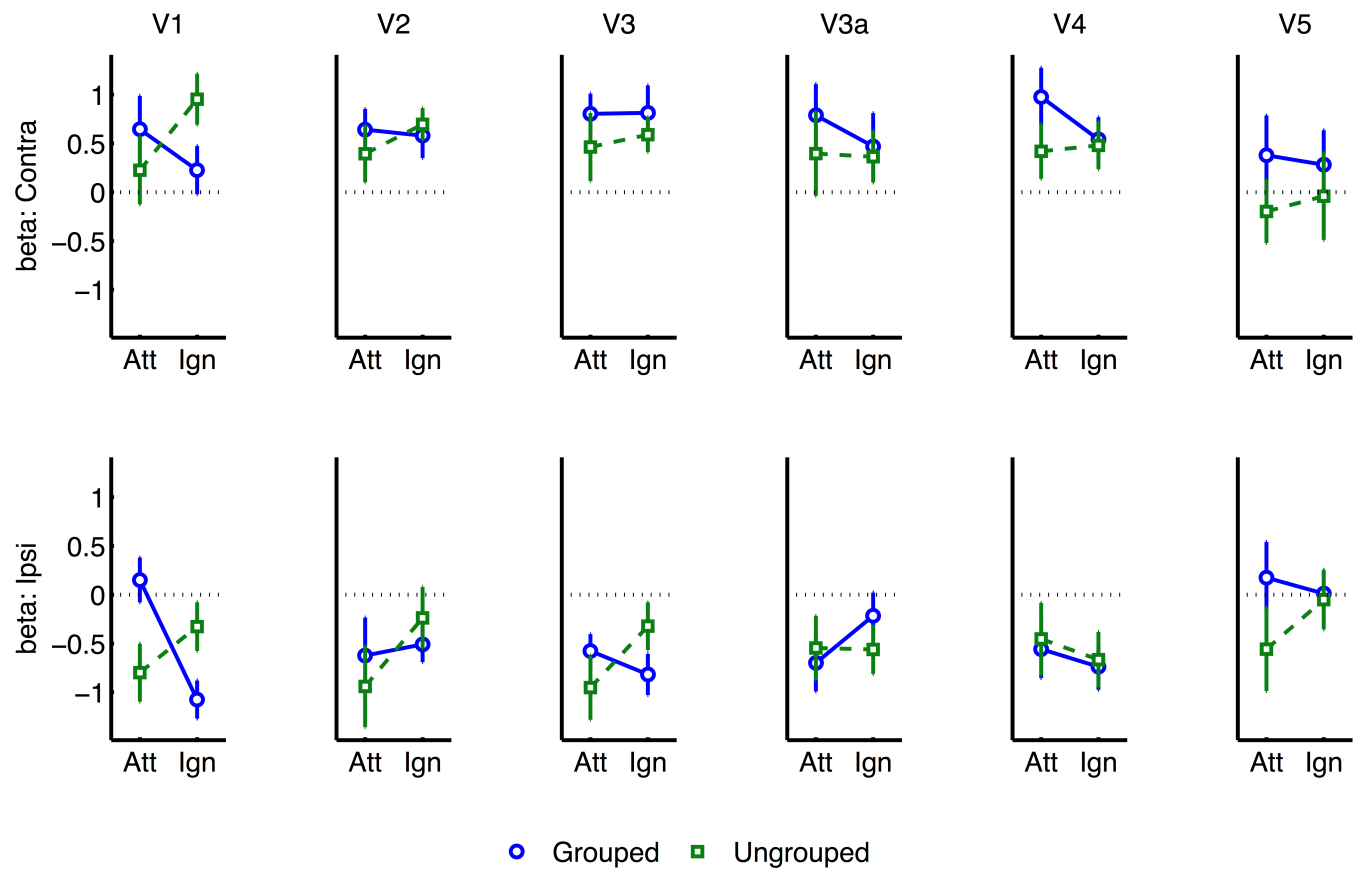 V1 V2 V3 V3a V4 V5
beta: Contra
1
0.5
0
−0.5
−1
Att Ign Att Ign Att Ign Att Ign Att Ign Att Ign
beta: Ipsi
1
0.5
0
−0.5
−1
Att Ign Att Ign Att Ign Att Ign Att Ign Att Ign
Grouped Ungrouped